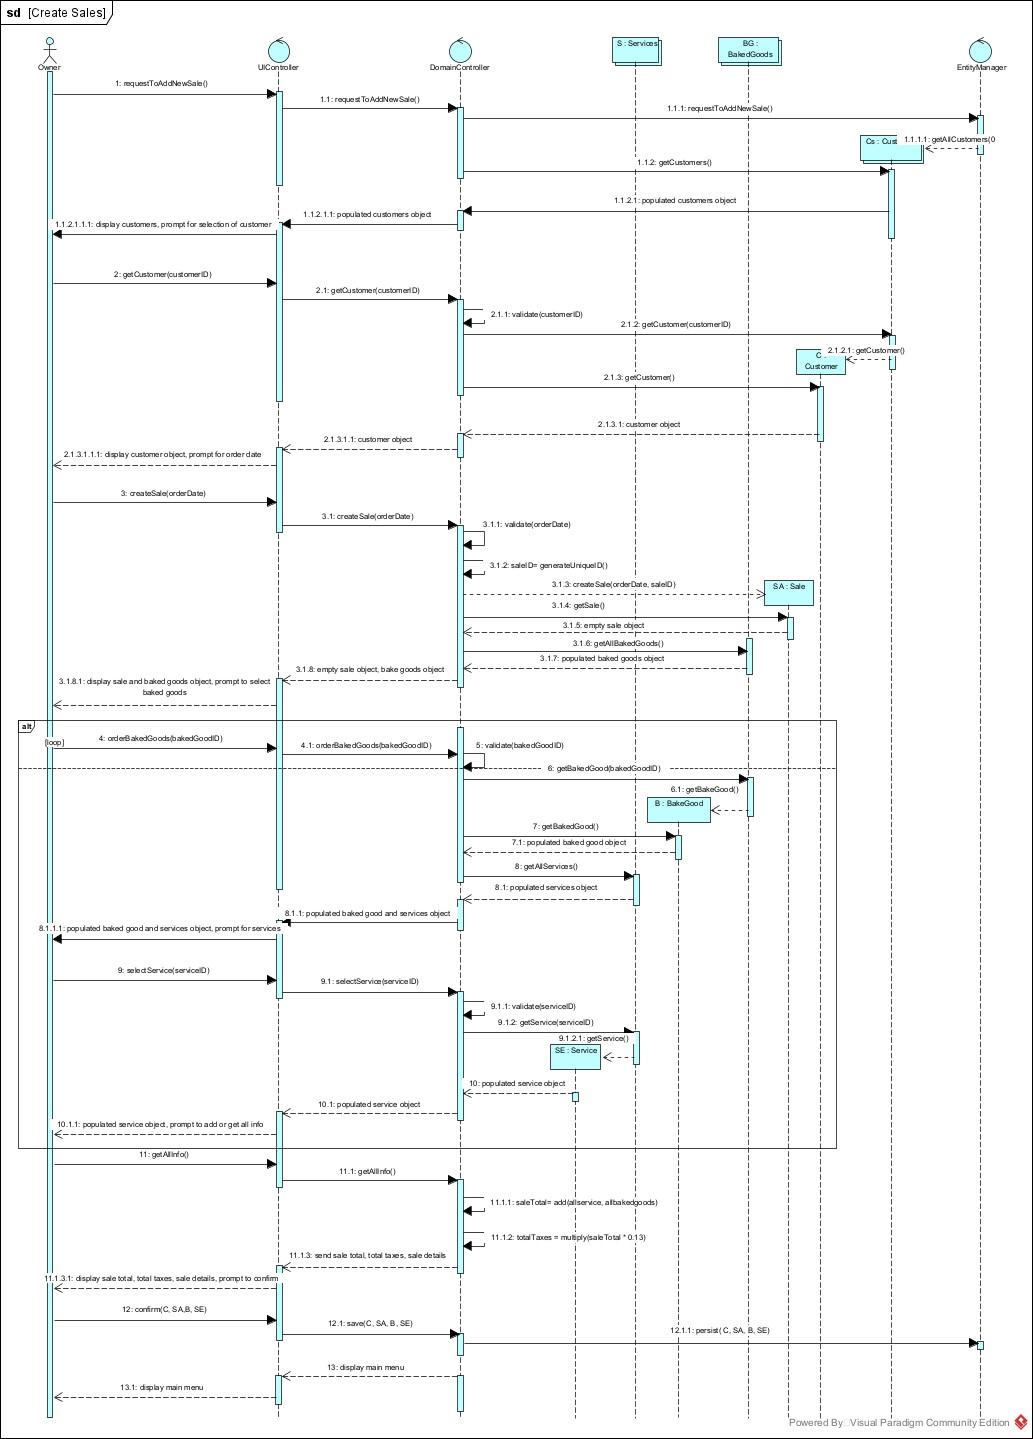 sd [Create Sales]
Owner
UIController
DomainController
S : Services
BG :
BakedGoods
EntityManager
1: requestToAddNewSale()
1.1: requestToAddNewSale()
1.1.1: requestToAddNewSale()
1.1.1.1: getAllCustomers(0
Cs : Cust
1.1.2: getCustomers()
1.1.2.1: populated customers object
1.1.2.1.1: populated customers object
1.1.2.1.1.1: display customers, prompt for selection of customer
2: getCustomer(customerID)
2.1: getCustomer(customerID)
2.1.1: validate(customerID)
2.1.2: getCustomer(customerID)
2.1.2.1: getCustomer()
C :
Customer
2.1.3: getCustomer()
2.1.3.1: customer object
2.1.3.1.1: customer object
2.1.3.1.1.1: display customer object, prompt for order date
3: createSale(orderDate)
3.1: createSale(orderDate)
3.1.1: validate(orderDate)
3.1.2: saleID= generateUniqueID()
3.1.3: createSale(orderDate, saleID)
SA : Sale
3.1.4: getSale()
3.1.5: empty sale object
3.1.6: getAllBakedGoods()
3.1.7: populated baked goods object
3.1.8: empty sale object, bake goods object
3.1.8.1: display sale and baked goods object, prompt to select
baked goods
alt
[loop]
4: orderBakedGoods(bakedGoodID)
4.1: orderBakedGoods(bakedGoodID)
5: validate(bakedGoodID)
6: getBakedGood(bakedGoodID)
6.1: getBakeGood()
B : BakeGood
7: getBakedGood()
7.1: populated baked good object
8: getAllServices()
8.1: populated services object
8.1.1: populated baked good and services object
8.1.1.1: populated baked good and services object, prompt for services
9: selectService(serviceID)
9.1: selectService(serviceID)
9.1.1: validate(serviceID)
9.1.2: getService(serviceID)
9.1.2.1: getService()
SE : Service
10: populated service object
10.1: populated service object
10.1.1: populated service object, prompt to add or get all info
11: getAllInfo()
11.1: getAllInfo()
11.1.1: saleTotal= add(allservice, allbakedgoods)
11.1.2: totalTaxes = multiply(saleTotal * 0.13)
11.1.3: send sale total, total taxes, sale details
11.1.3.1: display sale total, total taxes, sale details, prompt to confirm
12: confirm(C, SA,B, SE)
12.1: save(C, SA, B, SE)
12.1.1: persist( C, SA, B, SE)
13: display main menu
13.1: display main menu
Powered By Visual Paradigm Community Edition